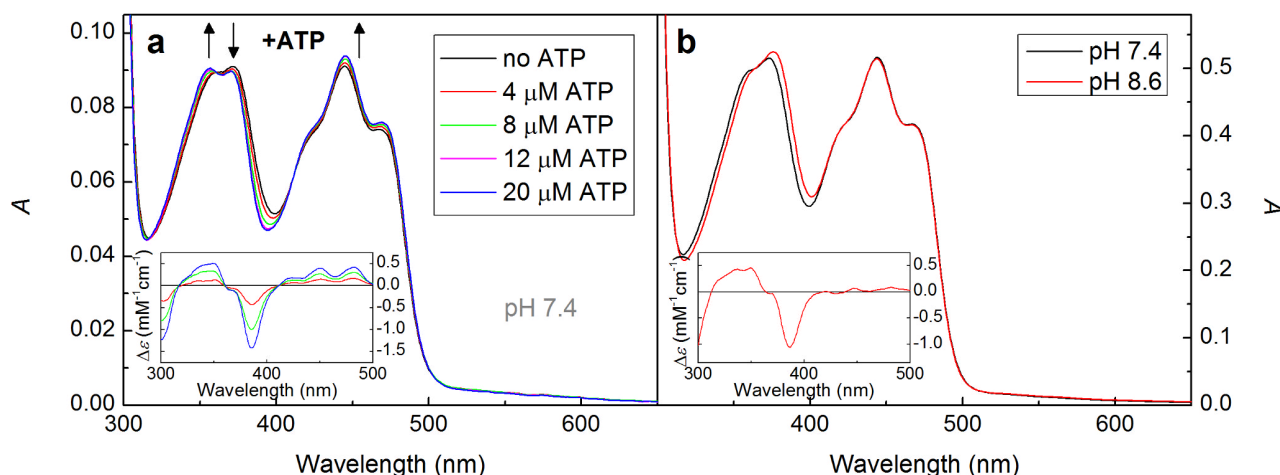 a
+ATP
no ATP
4 μM ATP
8 μM ATP
12 μM ATP
20 μM ATP
pH 7.4
A
0.10
0.08
0.06
0.04
0.02
0.00
300
400
500
600
Wavelength (nm)
Δε (mM⁻¹ cm⁻¹)
0.5
0.0
-0.5
-1.0
-1.5
300
400
500
Wavelength (nm)
b
pH 7.4
pH 8.6
A
0.5
0.4
0.3
0.2
0.1
0.0
400
500
600
Wavelength (nm)
Δε (mM⁻¹ cm⁻¹)
0.5
0.0
-0.5
-1.0
300
400
500
Wavelength (nm)